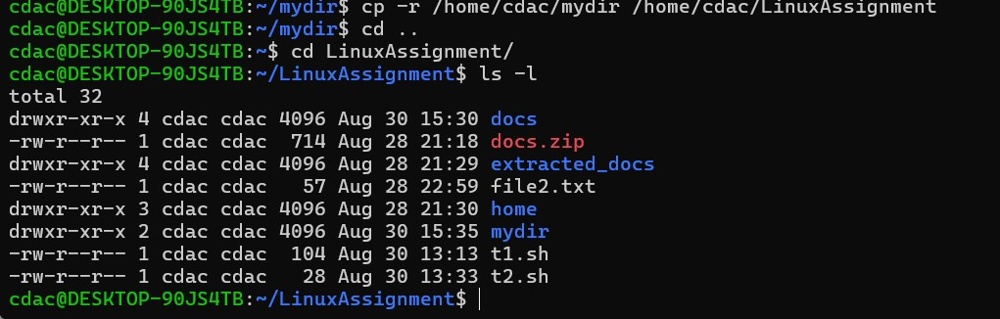 cdac@DESKTOP-90JS4TB:~/mydir$ cp -r /home/cdac/mydir /home/cdac/LinuxAssignment
cdac@DESKTOP-90JS4TB:~/mydir$ cd ..
cdac@DESKTOP-90JS4TB:~$ cd LinuxAssignment/
cdac@DESKTOP-90JS4TB:~/LinuxAssignment$ ls -l
total 32
drwxr-xr-x 4 cdac cdac 4096 Aug 30 15:30 docs
-rw-r--r-- 1 cdac cdac  714 Aug 28 21:18 docs.zip
drwxr-xr-x 4 cdac cdac 4096 Aug 28 21:29 extracted_docs
-rw-r--r-- 1 cdac cdac   57 Aug 28 22:59 file2.txt
drwxr-xr-x 3 cdac cdac 4096 Aug 28 21:30 home
drwxr-xr-x 2 cdac cdac 4096 Aug 30 15:35 mydir
-rw-r--r-- 1 cdac cdac  104 Aug 30 13:13 t1.sh
-rw-r--r-- 1 cdac cdac   28 Aug 30 13:33 t2.sh
cdac@DESKTOP-90JS4TB:~/LinuxAssignment$